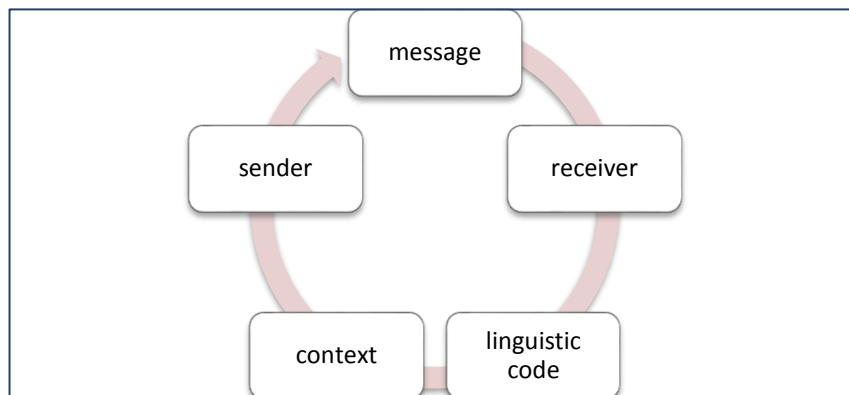 message
sender
receiver
context
linguistic
code